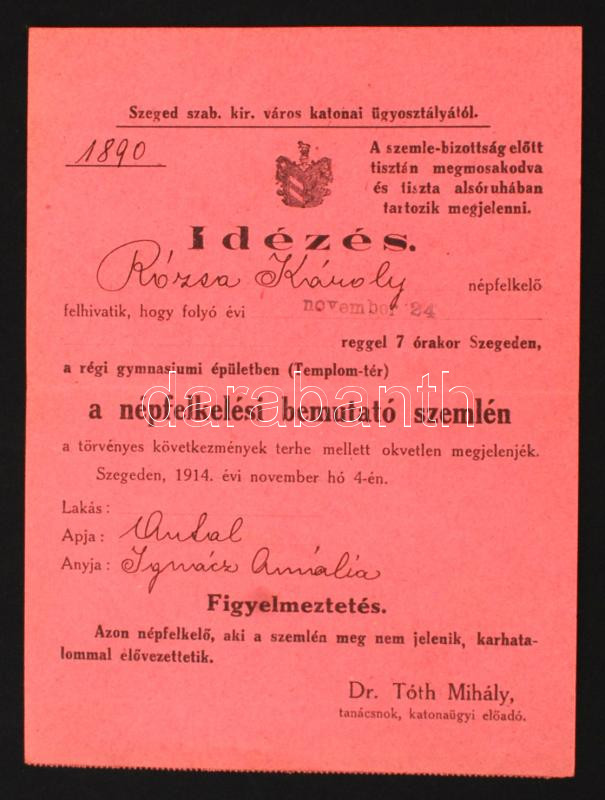 Szeged szab. kir. város katonai ügyosztályától.
1890
A szemle-bizottság előtt
tisztán megmosakodva
és tiszta alsóruhában
tartozik megjelenni.
Idézés.
Rózsa Károly népfelkelő
felhivatik, hogy folyó évi november 24
reggel 7 órakor Szegeden,
a régi gymnasiumi épületben (Templom-tér)
darabanth
a népfelkelési bemutató szemlén
a törvényes következmények terhe mellett okvetlen megjelenjék.
Szegeden, 1914. évi november hó 4-én.
Lakás:
Apja: Antal
Anyja: Ignácz Amália
Figyelmeztetés.
Azon népfelkelő, aki a szemlén meg nem jelenik, karhata-
lommal elővezettetik.
Dr. Tóth Mihály,
tanácsnok, katonaügyi előadó.